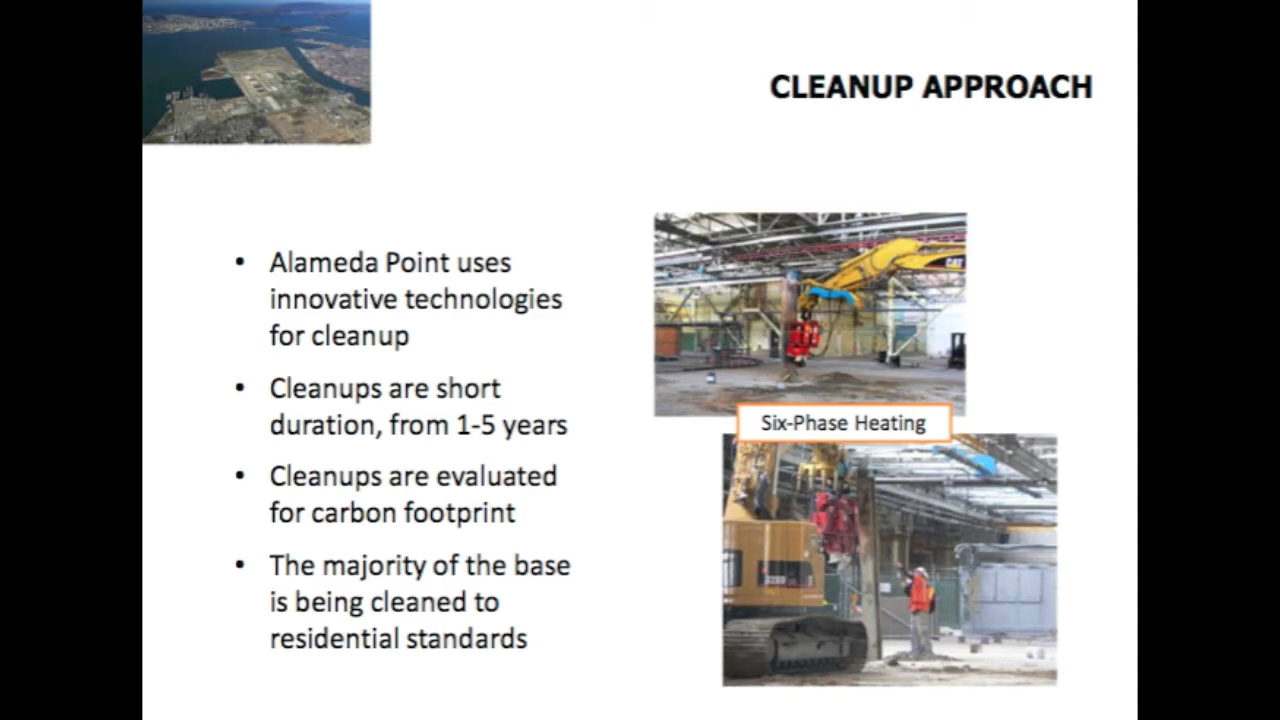 CLEANUP APPROACH
• Alameda Point uses
innovative technologies
for cleanup
• Cleanups are short
duration, from 1-5 years
• Cleanups are evaluated
for carbon footprint
• The majority of the base
is being cleaned to
residential standards
CAT
Six-Phase Heating